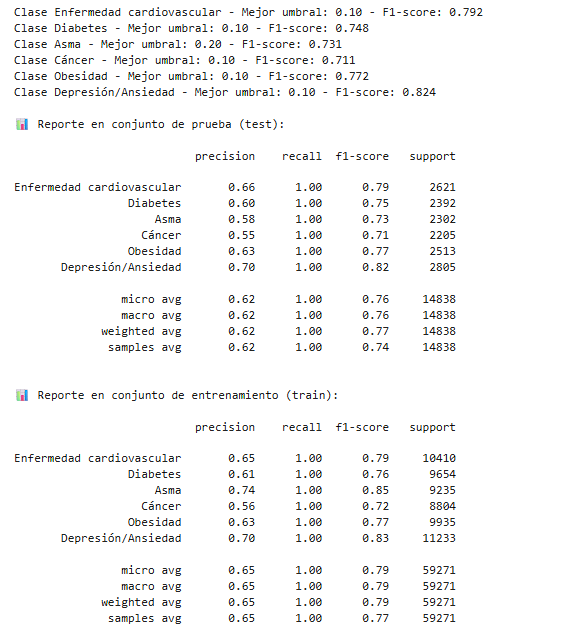 Clase Enfermedad cardiovascular - Mejor umbral: 0.10 - F1-score: 0.792
Clase Diabetes - Mejor umbral: 0.10 - F1-score: 0.748
Clase Asma - Mejor umbral: 0.20 - F1-score: 0.731
Clase Cáncer - Mejor umbral: 0.10 - F1-score: 0.711
Clase Obesidad - Mejor umbral: 0.10 - F1-score: 0.772
Clase Depresión/Ansiedad - Mejor umbral: 0.10 - F1-score: 0.824
📊 Reporte en conjunto de prueba (test):
precision recall f1-score support
Enfermedad cardiovascular 0.66 1.00 0.79 2621
Diabetes 0.60 1.00 0.75 2392
Asma 0.58 1.00 0.73 2302
Cáncer 0.55 1.00 0.71 2205
Obesidad 0.63 1.00 0.77 2513
Depresión/Ansiedad 0.70 1.00 0.82 2805
micro avg 0.62 1.00 0.76 14838
macro avg 0.62 1.00 0.76 14838
weighted avg 0.62 1.00 0.77 14838
samples avg 0.62 1.00 0.74 14838
📊 Reporte en conjunto de entrenamiento (train):
precision recall f1-score support
Enfermedad cardiovascular 0.65 1.00 0.79 10410
Diabetes 0.61 1.00 0.76 9654
Asma 0.74 1.00 0.85 9235
Cáncer 0.56 1.00 0.72 8804
Obesidad 0.63 1.00 0.77 9935
Depresión/Ansiedad 0.70 1.00 0.83 11233
micro avg 0.65 1.00 0.79 59271
macro avg 0.65 1.00 0.79 59271
weighted avg 0.65 1.00 0.79 59271
samples avg 0.65 1.00 0.77 59271